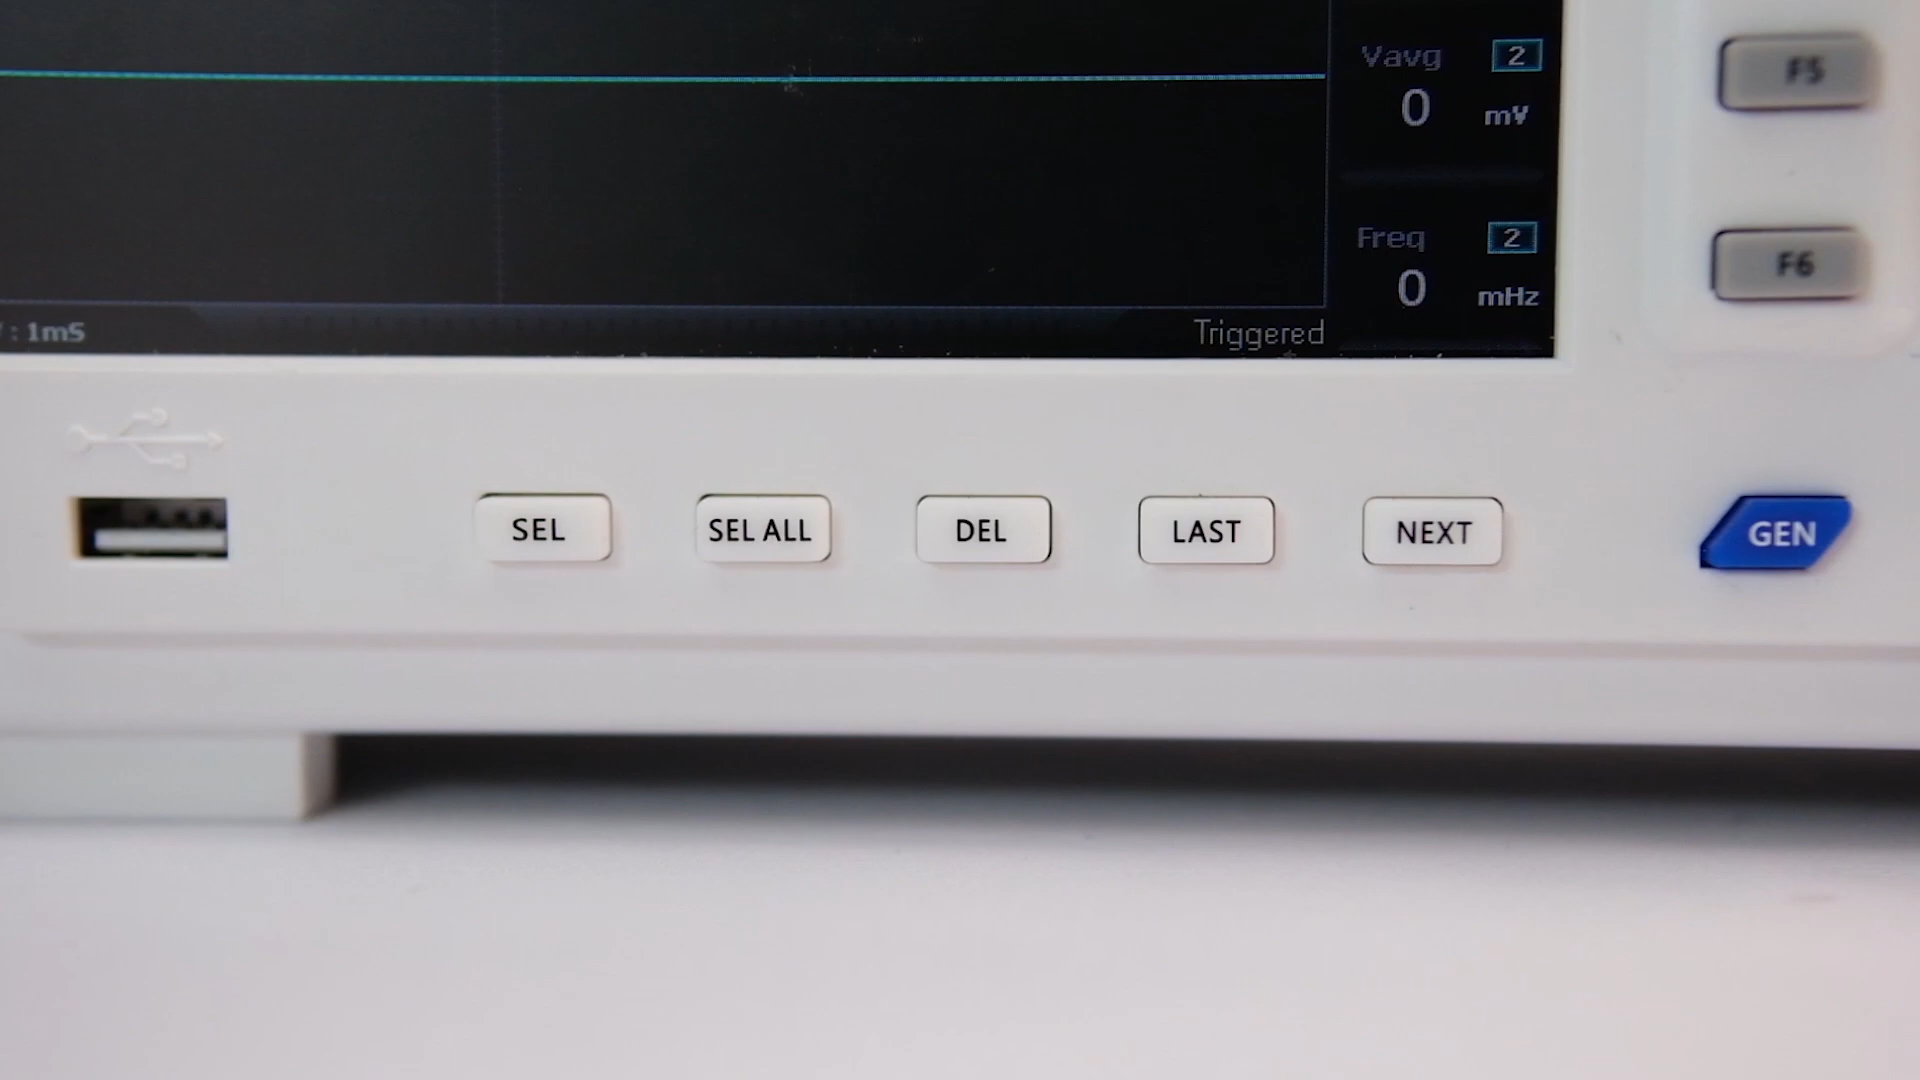 Vavg 2
0 mV
Freq 2
0 mHz
: 1mS
Triggered
F5
F6
SEL
SEL ALL
DEL
LAST
NEXT
GEN